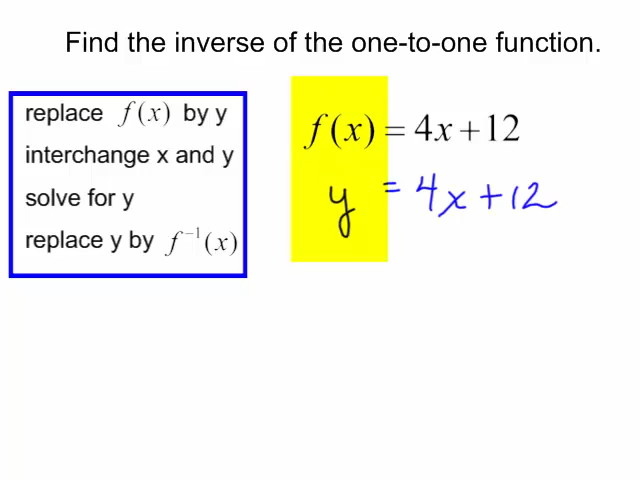 Find the inverse of the one-to-one function.
replace f(x) by y
interchange x and y
solve for y
replace y by f⁻¹(x)
f(x) = 4x + 12
y = 4x + 12